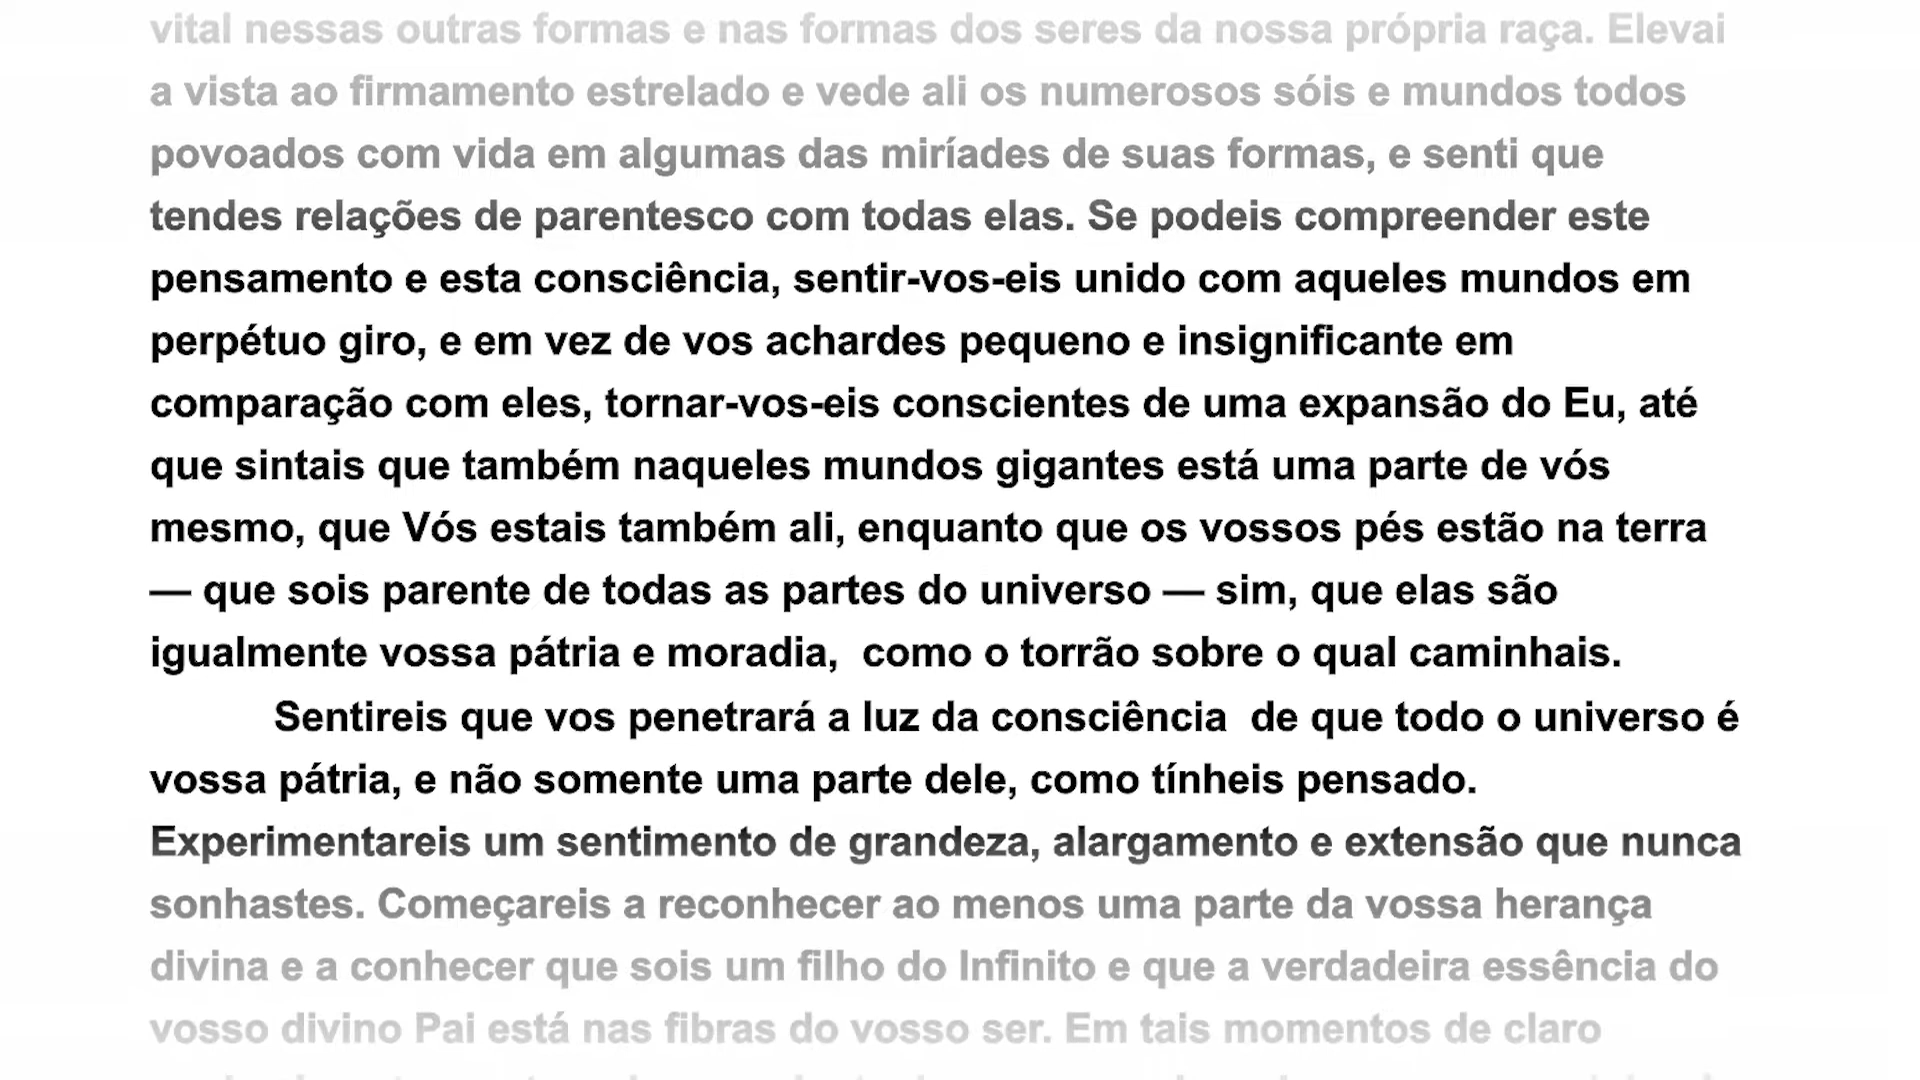 vital nessas outras formas e nas formas dos seres da nossa própria raça. Elevai
a vista ao firmamento estrelado e vede ali os numerosos sóis e mundos todos
povoados com vida em algumas das miríades de suas formas, e senti que
tendes relações de parentesco com todas elas. Se podeis compreender este
pensamento e esta consciência, sentir-vos-eis unido com aqueles mundos em
perpétuo giro, e em vez de vos achardes pequeno e insignificante em
comparação com eles, tornar-vos-eis conscientes de uma expansão do Eu, até
que sintais que também naqueles mundos gigantes está uma parte de vós
mesmo, que Vós estais também ali, enquanto que os vossos pés estão na terra
— que sois parente de todas as partes do universo — sim, que elas são
igualmente vossa pátria e moradia,  como o torrão sobre o qual caminhais.
Sentireis que vos penetrará a luz da consciência  de que todo o universo é
vossa pátria, e não somente uma parte dele, como tínheis pensado.
Experimentareis um sentimento de grandeza, alargamento e extensão que nunca
sonhastes. Começareis a reconhecer ao menos uma parte da vossa herança
divina e a conhecer que sois um filho do Infinito e que a verdadeira essência do
vosso divino Pai está nas fibras do vosso ser. Em tais momentos de claro